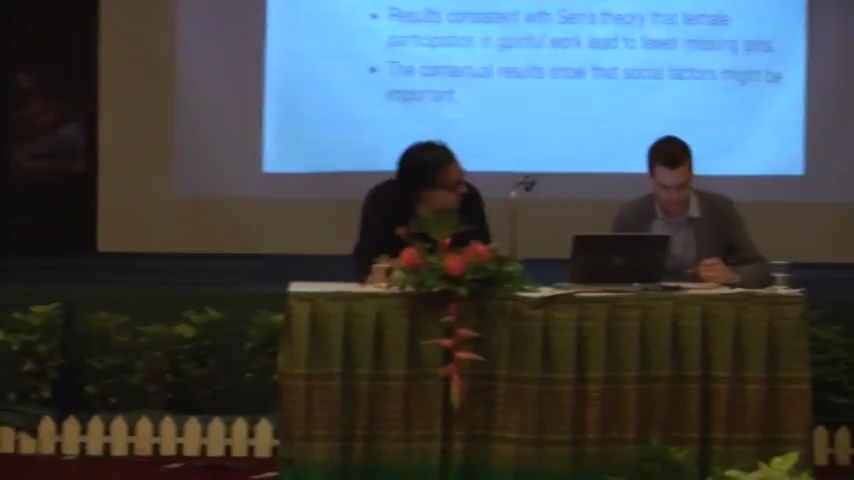 • Results consistent with Sen's theory that female
participation in gainful work lead to fewer missing girls.
• The contextual results show that social factors might be
important.